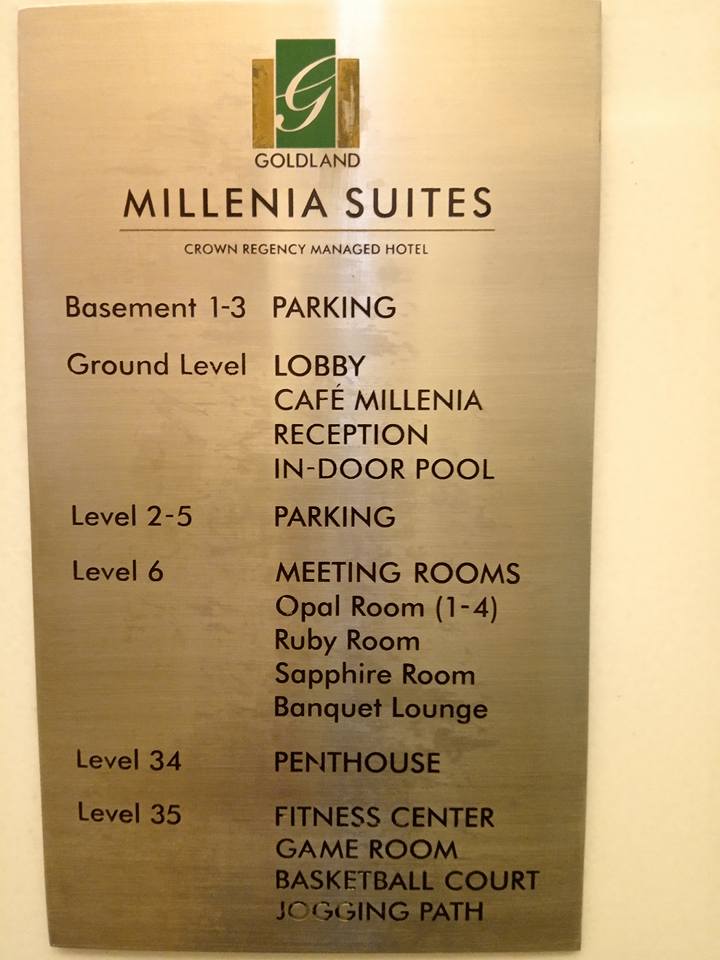 G
GOLDLAND
MILLENIA SUITES
CROWN REGENCY MANAGED HOTEL
Basement 1-3 PARKING
Ground Level LOBBY
CAFÉ MILLENIA
RECEPTION
IN-DOOR POOL
Level 2-5 PARKING
Level 6 MEETING ROOMS
Opal Room (1-4)
Ruby Room
Sapphire Room
Banquet Lounge
Level 34 PENTHOUSE
Level 35 FITNESS CENTER
GAME ROOM
BASKETBALL COURT
JOGGING PATH